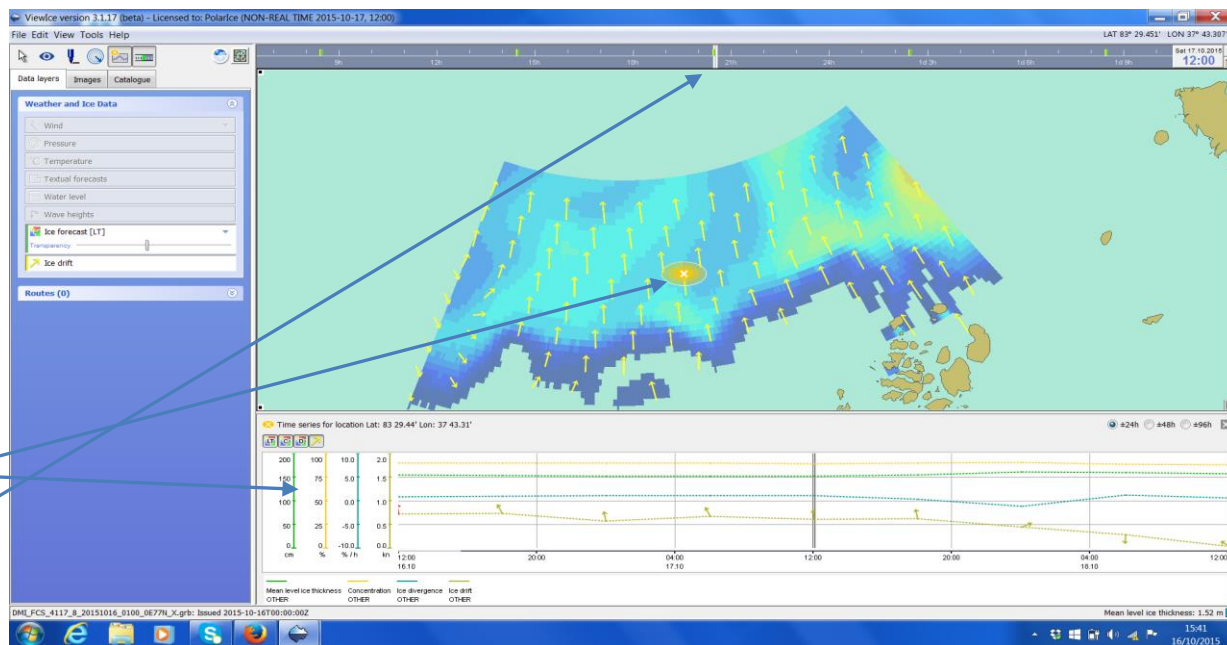 ViewIce version 3.1.17 (beta) - Licensed to: PolarIce (NON-REAL TIME 2015-10-17, 12:00)
File Edit View Tools Help
LAT 83° 29.451' LON 37° 43.307'
Sat 17.10.2015
12:00
9h 12h 15h 18h 21h 24h 1d 3h 1d 6h 1d 9h
Data layers Images Catalogue
Weather and Ice Data
Wind
Pressure
Temperature
Textual forecasts
Water level
Wave heights
Ice forecast [LT]
Transparency
Ice drift
Routes (0)
Time series for location Lat: 83 29.44' Lon: 37 43.31'
±24h ±48h ±96h
200 100 10.0 2.0
150 75 5.0 1.5
100 50 0.0 1.0
50 25 -5.0 0.5
0 0 -10.0 0.0
cm % % / h kn
12:00 20:00 04:00 12:00 20:00 04:00 12:00
16.10 17.10 18.10
Mean level ice thickness Concentration Ice divergence Ice drift
OTHER OTHER OTHER OTHER
DMI_FCS_4117_8_20151016_0100_0E77N_X.grb: Issued 2015-10-16T00:00:00Z
Mean level ice thickness: 1.52 m
15:41
16/10/2015